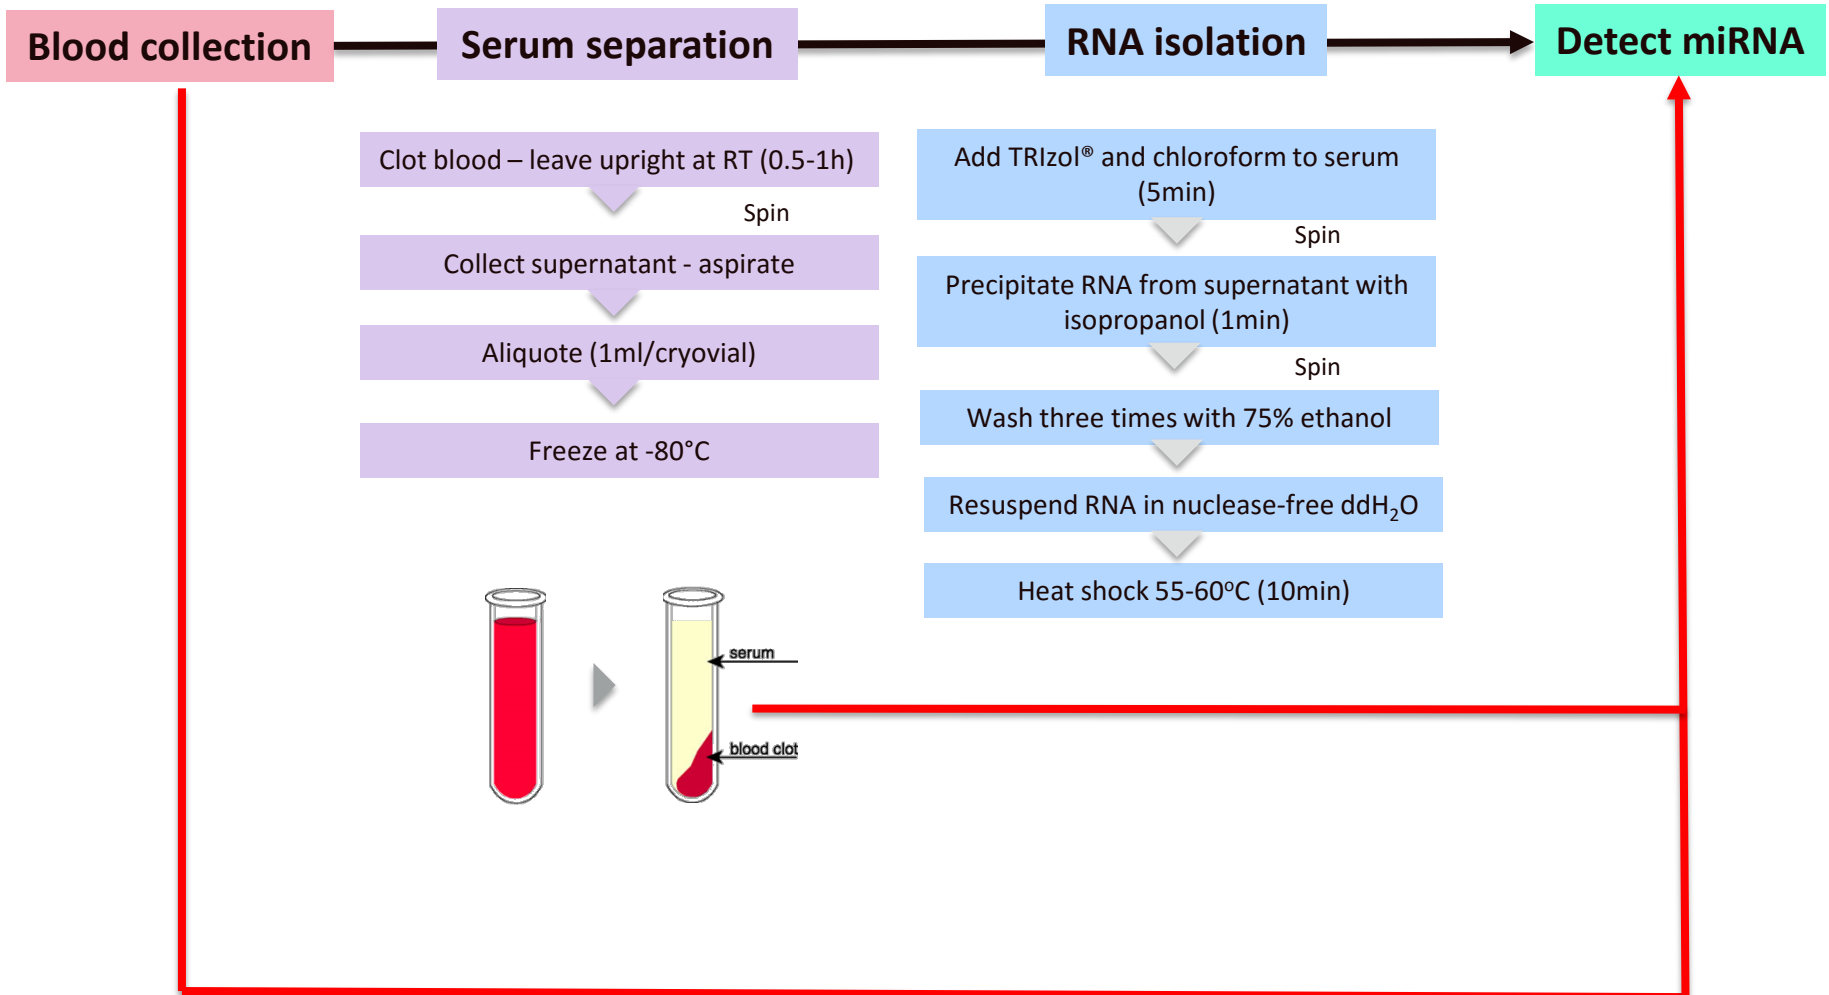 Blood collection
Serum separation
RNA isolation
Detect miRNA
Clot blood – leave upright at RT (0.5-1h)
Spin
Collect supernatant - aspirate
Aliquote (1ml/cryovial)
Freeze at -80°C
Add TRIzol® and chloroform to serum
(5min)
Spin
Precipitate RNA from supernatant with
isopropanol (1min)
Spin
Wash three times with 75% ethanol
Resuspend RNA in nuclease-free ddH₂O
Heat shock 55-60ºC (10min)
serum
blood clot